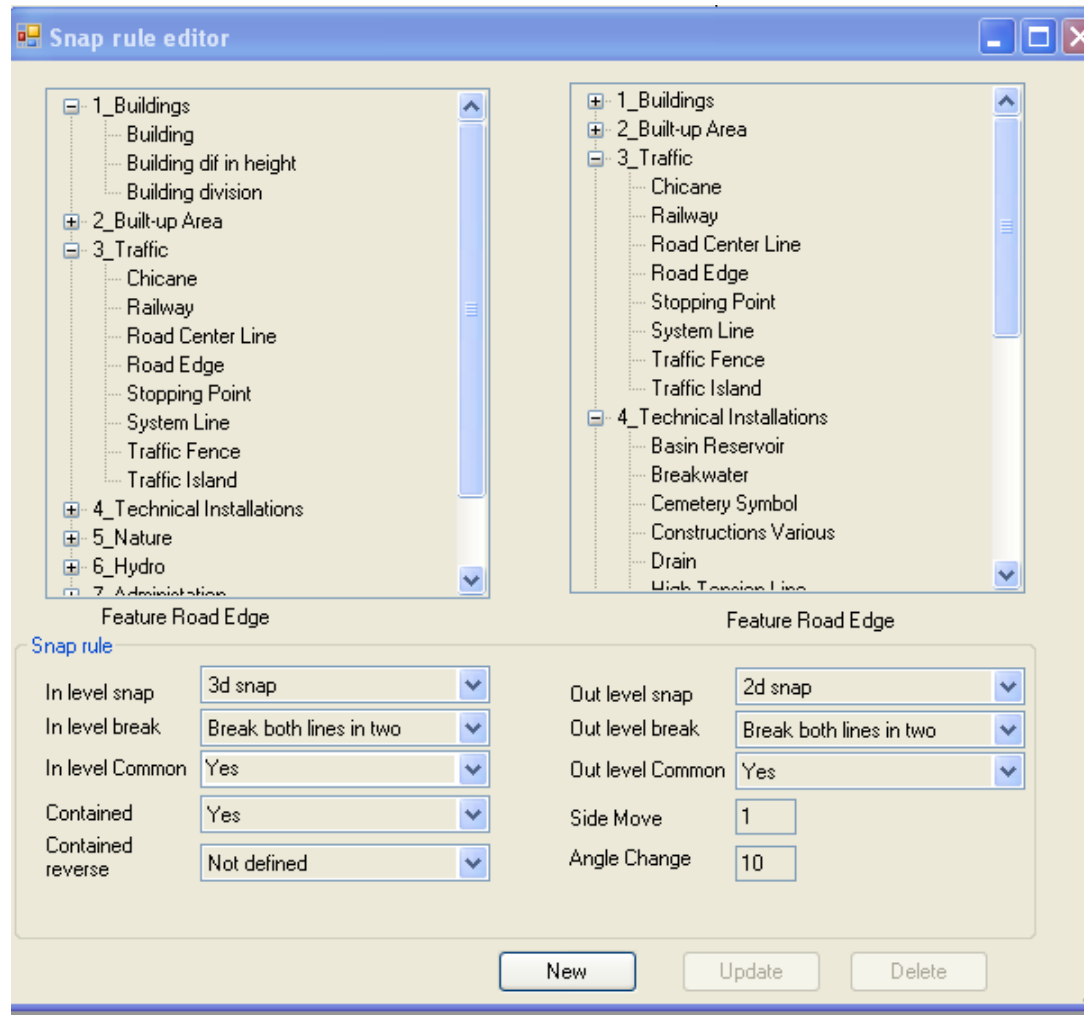 Snap rule editor
1_Buildings
Building
Building dif in height
Building division
2_Built-up Area
3_Traffic
Chicane
Railway
Road Center Line
Road Edge
Stopping Point
System Line
Traffic Fence
Traffic Island
4_Technical Installations
5_Nature
6_Hydro
7_Administation
Feature Road Edge
1_Buildings
2_Built-up Area
3_Traffic
Chicane
Railway
Road Center Line
Road Edge
Stopping Point
System Line
Traffic Fence
Traffic Island
4_Technical Installations
Basin Reservoir
Breakwater
Cemetery Symbol
Constructions Various
Drain
High Tension Line
Feature Road Edge
Snap rule
In level snap 3d snap
In level break Break both lines in two
In level Common Yes
Contained Yes
Contained
reverse Not defined
Out level snap 2d snap
Out level break Break both lines in two
Out level Common Yes
Side Move 1
Angle Change 10
New Update Delete